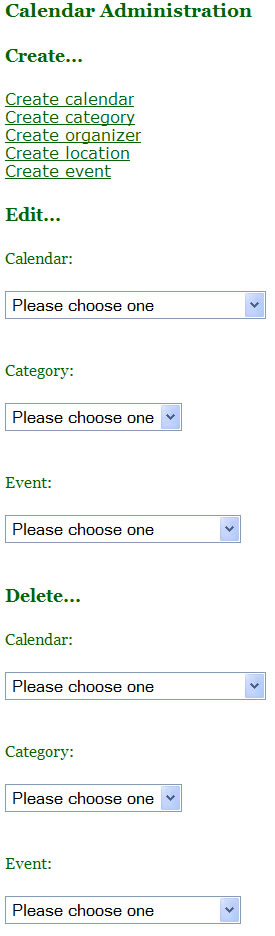 Calendar Administration
Create...
Create calendar
Create category
Create organizer
Create location
Create event
Edit...
Calendar:
Please choose one
Category:
Please choose one
Event:
Please choose one
Delete...
Calendar:
Please choose one
Category:
Please choose one
Event:
Please choose one